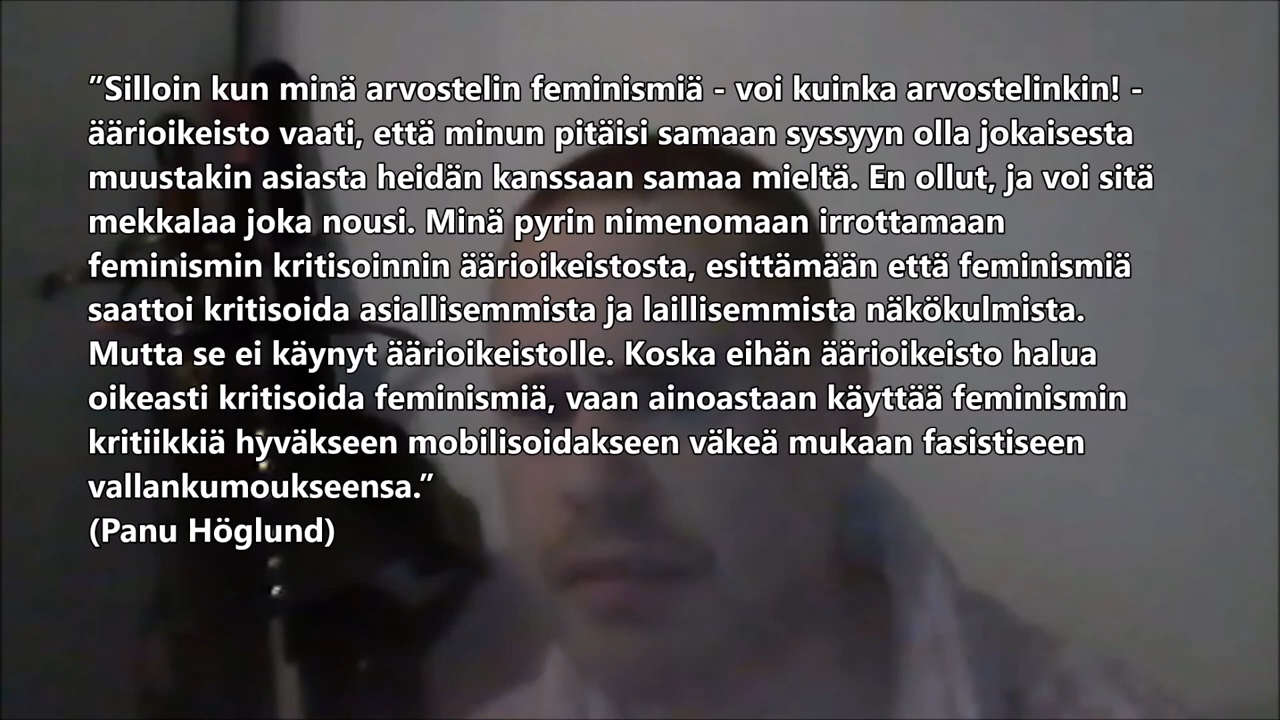 ”Silloin kun minä arvostelin feminismiä - voi kuinka arvostelinkin! -
äärioikeisto vaati, että minun pitäisi samaan syssyyn olla jokaisesta
muustakin asiasta heidän kanssaan samaa mieltä. En ollut, ja voi sitä
mekkalaa joka nousi. Minä pyrin nimenomaan irrottamaan
feminismin kritisoinnin äärioikeistosta, esittämään että feminismiä
saattoi kritisoida asiallisemmista ja laillisemmista näkökulmista.
Mutta se ei käynyt äärioikeistolle. Koska eihän äärioikeisto halua
oikeasti kritisoida feminismiä, vaan ainoastaan käyttää feminismin
kritiikkiä hyväkseen mobilisoidakseen väkeä mukaan fasistiseen
vallankumoukseensa.”
(Panu Höglund)